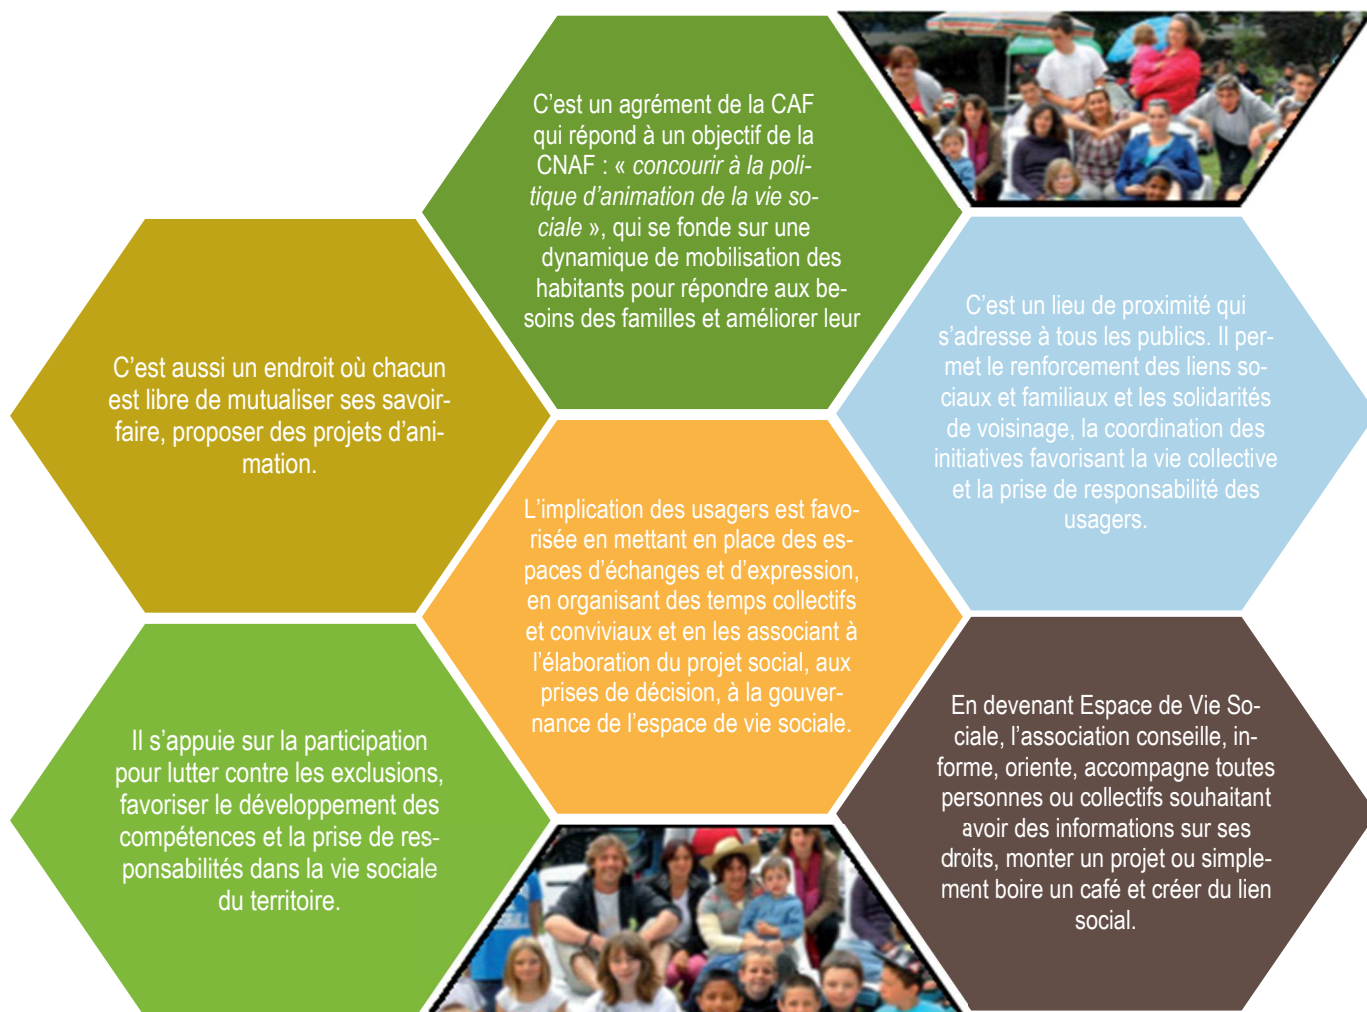 C’est un agrément de la CAF
qui répond à un objectif de la
CNAF : « concourir à la poli-
tique d’animation de la vie so-
ciale », qui se fonde sur une
dynamique de mobilisation des
habitants pour répondre aux be-
soins des familles et améliorer leur
C’est un lieu de proximité qui
s’adresse à tous les publics. Il per-
met le renforcement des liens so-
ciaux et familiaux et les solidarités
de voisinage, la coordination des
initiatives favorisant la vie collective
et la prise de responsabilité des
usagers.
C’est aussi un endroit où chacun
est libre de mutualiser ses savoir-
faire, proposer des projets d’ani-
mation.
L’implication des usagers est favo-
risée en mettant en place des es-
paces d’échanges et d’expression,
en organisant des temps collectifs
et conviviaux et en les associant à
l’élaboration du projet social, aux
prises de décision, à la gouver-
nance de l’espace de vie sociale.
Il s’appuie sur la participation
pour lutter contre les exclusions,
favoriser le développement des
compétences et la prise de res-
ponsabilités dans la vie sociale
du territoire.
En devenant Espace de Vie So-
ciale, l’association conseille, in-
forme, oriente, accompagne toutes
personnes ou collectifs souhaitant
avoir des informations sur ses
droits, monter un projet ou simple-
ment boire un café et créer du lien
social.